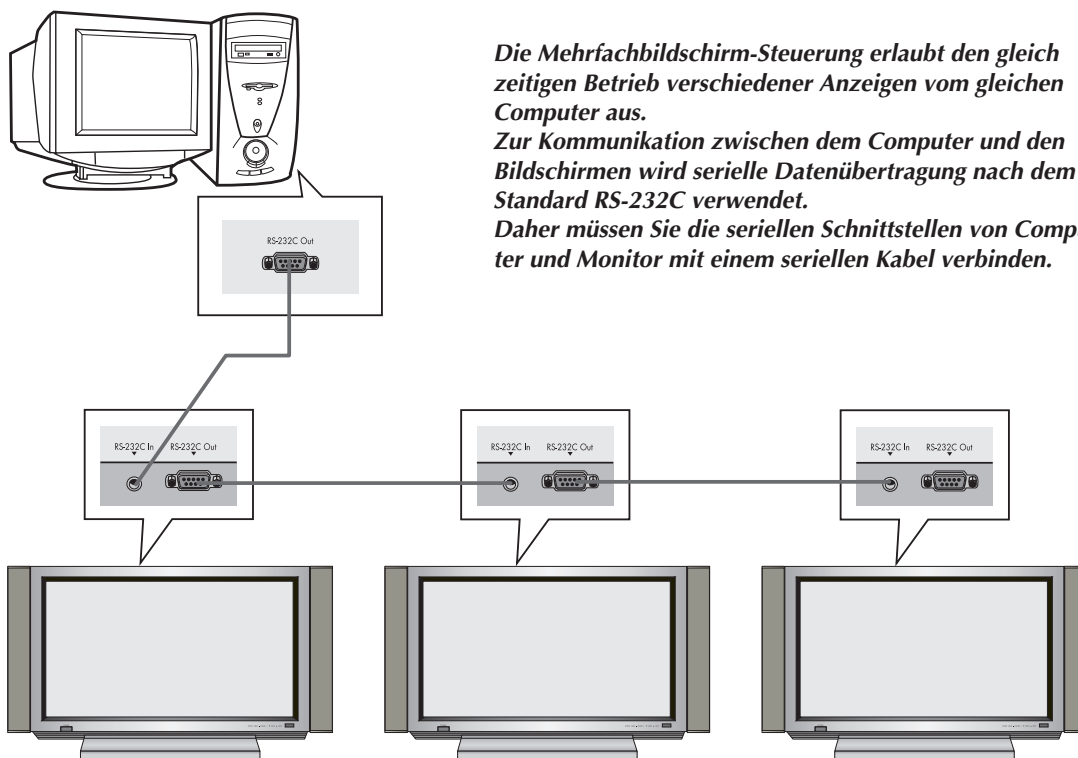 Die Mehrfachbildschirm-Steuerung erlaubt den gleich
zeitigen Betrieb verschiedener Anzeigen vom gleichen
Computer aus.
Zur Kommunikation zwischen dem Computer und den
Bildschirmen wird serielle Datenübertragung nach dem
Standard RS-232C verwendet.
Daher müssen Sie die seriellen Schnittstellen von Comp
ter und Monitor mit einem seriellen Kabel verbinden.
RS-232C Out
RS-232C In RS-232C Out
RS-232C In RS-232C Out
RS-232C In RS-232C Out